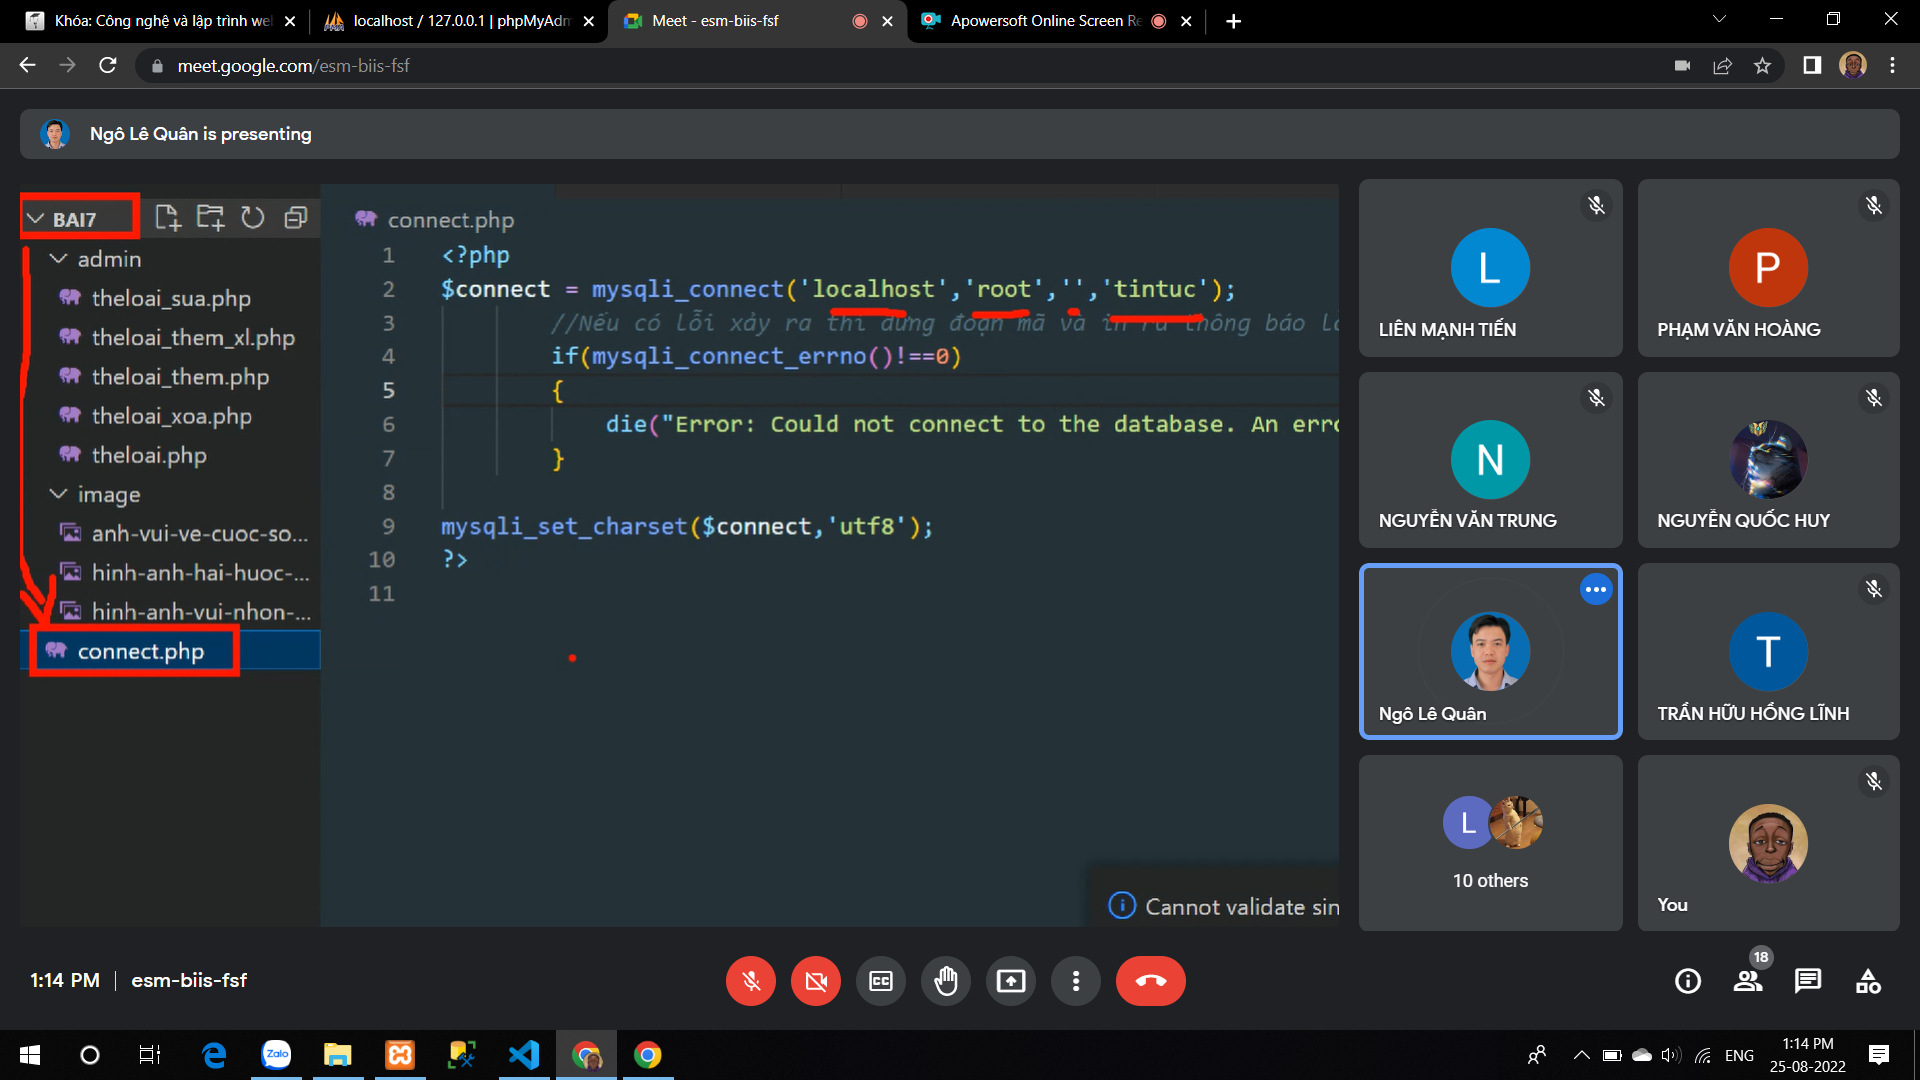 Khóa: Công nghệ và lập trình we
localhost / 127.0.0.1 | phpMyAdm
Meet - esm-biis-fsf
Apowersoft Online Screen Re
meet.google.com/esm-biis-fsf
Ngô Lê Quân is presenting
BAI7
admin
theloai_sua.php
theloai_them_xl.php
theloai_them.php
theloai_xoa.php
theloai.php
image
anh-vui-ve-cuoc-so...
hinh-anh-hai-huoc-...
hinh-anh-vui-nhon-...
connect.php
connect.php
1 <?php
2 $connect = mysqli_connect('localhost','root','','tintuc');
3 //Nếu có lỗi xảy ra thì dừng đoạn mã và in ra thông báo lỗ
4 if(mysqli_connect_errno()!==0)
5 {
6 die("Error: Could not connect to the database. An erro
7 }
8
9 mysqli_set_charset($connect,'utf8');
10 ?>
11
Cannot validate sin
L
LIÊN MẠNH TIẾN
P
PHẠM VĂN HOÀNG
N
NGUYỄN VĂN TRUNG
NGUYỄN QUỐC HUY
Ngô Lê Quân
T
TRẦN HỮU HỒNG LĨNH
L
10 others
You
1:14 PM | esm-biis-fsf
18
Zalo
ENG
1:14 PM
25-08-2022